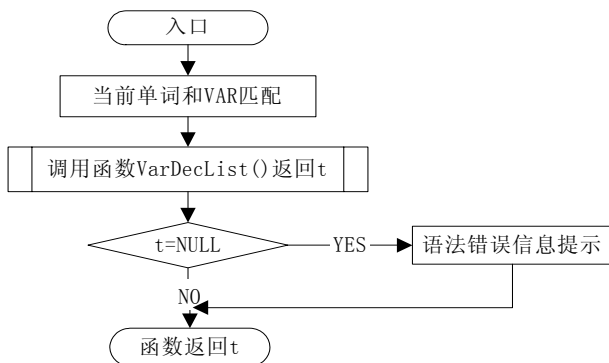 入口
当前单词和VAR匹配
调用函数VarDecList()返回t
t=NULL
YES
语法错误信息提示
NO
函数返回t